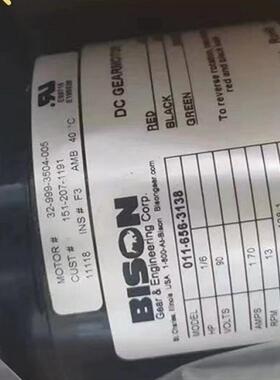 E90716
MOTOR # 32-999-3504-005
CUST # 151-207-1191
11118 INS # F3 AMB 40 °C
DC GEARMOTOR
RED
BLACK
GREEN
To reverse rotation,
red and black
BISON
Gear & Engineering Corp.
St. Charles, Illinois USA 1-800-AI-Bison Bisongear.com
MODEL 011-656-3138
HP 1/6
VOLTS 90
AMPS 1.70
RPM 13